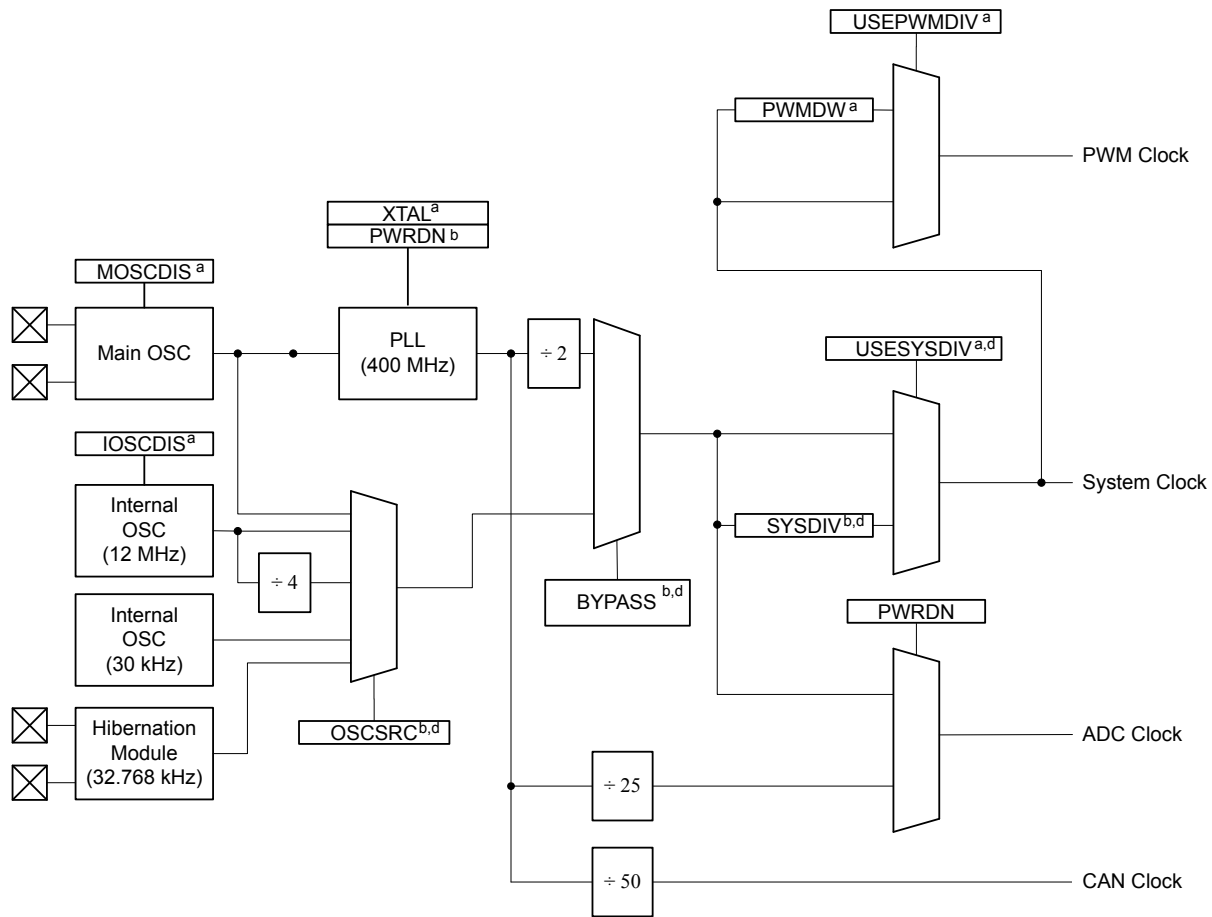 USEPWMDIV a
PWMDW a
PWM Clock
XTAL a
PWRDN b
MOSCDIS a
Main OSC
PLL
(400 MHz)
÷ 2
USESYSDIV a,d
IOSCDIS a
Internal
OSC
(12 MHz)
÷ 4
System Clock
SYSDIV b,d
BYPASS b,d
Internal
OSC
(30 kHz)
PWRDN
OSCSRC b,d
Hibernation
Module
(32.768 kHz)
ADC Clock
÷ 25
÷ 50
CAN Clock